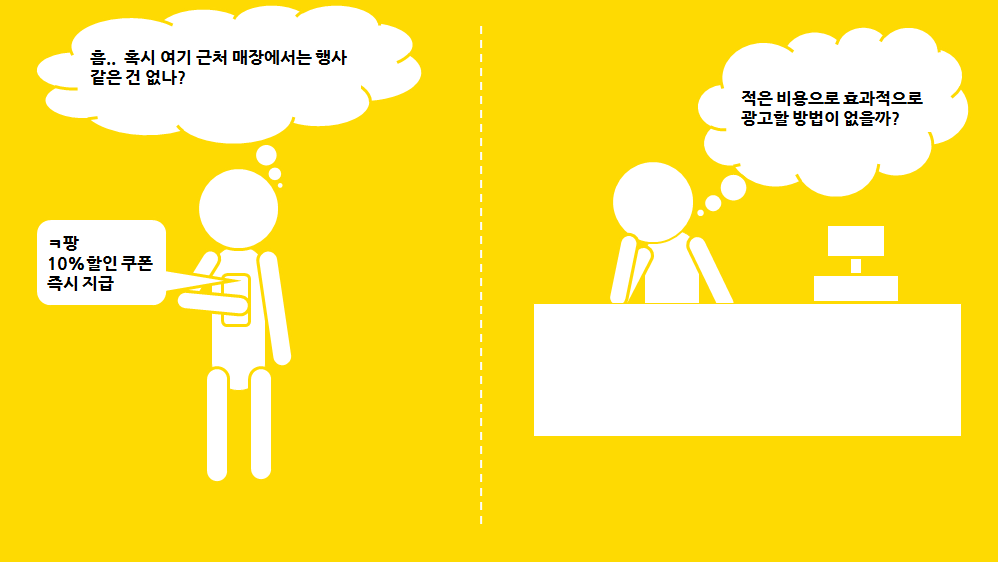 흠.. 혹시 여기 근처 매장에서는 행사
같은 건 없나?
ㅋ팡
10%할인 쿠폰
즉시 지급
적은 비용으로 효과적으로
광고할 방법이 없을까?